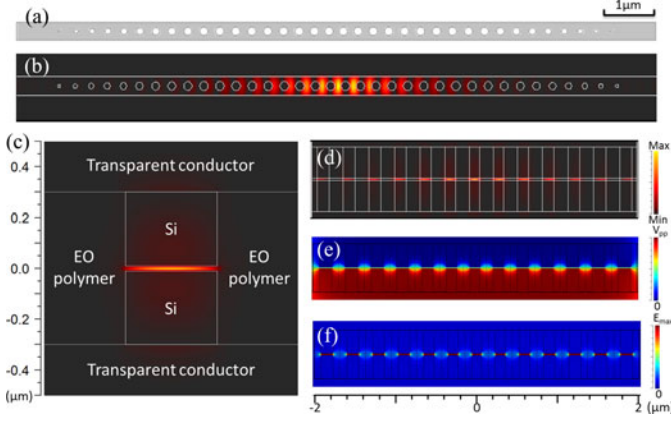 (a)
1μm
(b)
(c)
0.4
0.2
0.0
-0.2
-0.4
(μm)
Transparent conductor
Si
EO
polymer
EO
polymer
Si
Transparent conductor
(d)
Max
Min
(e)
Vpp
0
(f)
Emax
0
-2
0
2
(μm)